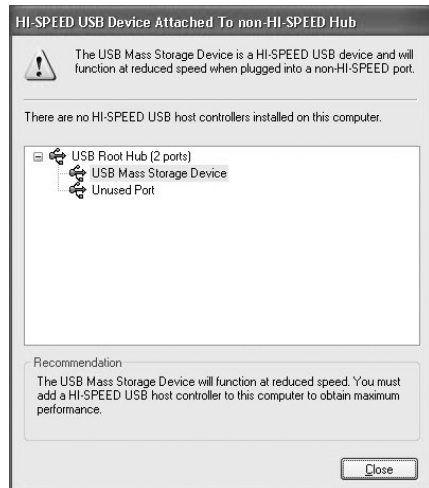 HI-SPEED USB Device Attached To non-HI-SPEED Hub
The USB Mass Storage Device is a HI-SPEED USB device and will
function at reduced speed when plugged into a non-HI-SPEED port.
There are no HI-SPEED USB host controllers installed on this computer.
USB Root Hub (2 ports)
USB Mass Storage Device
Unused Port
Recommendation
The USB Mass Storage Device will function at reduced speed. You must
add a HI-SPEED USB host controller to this computer to obtain maximum
performance.
Close